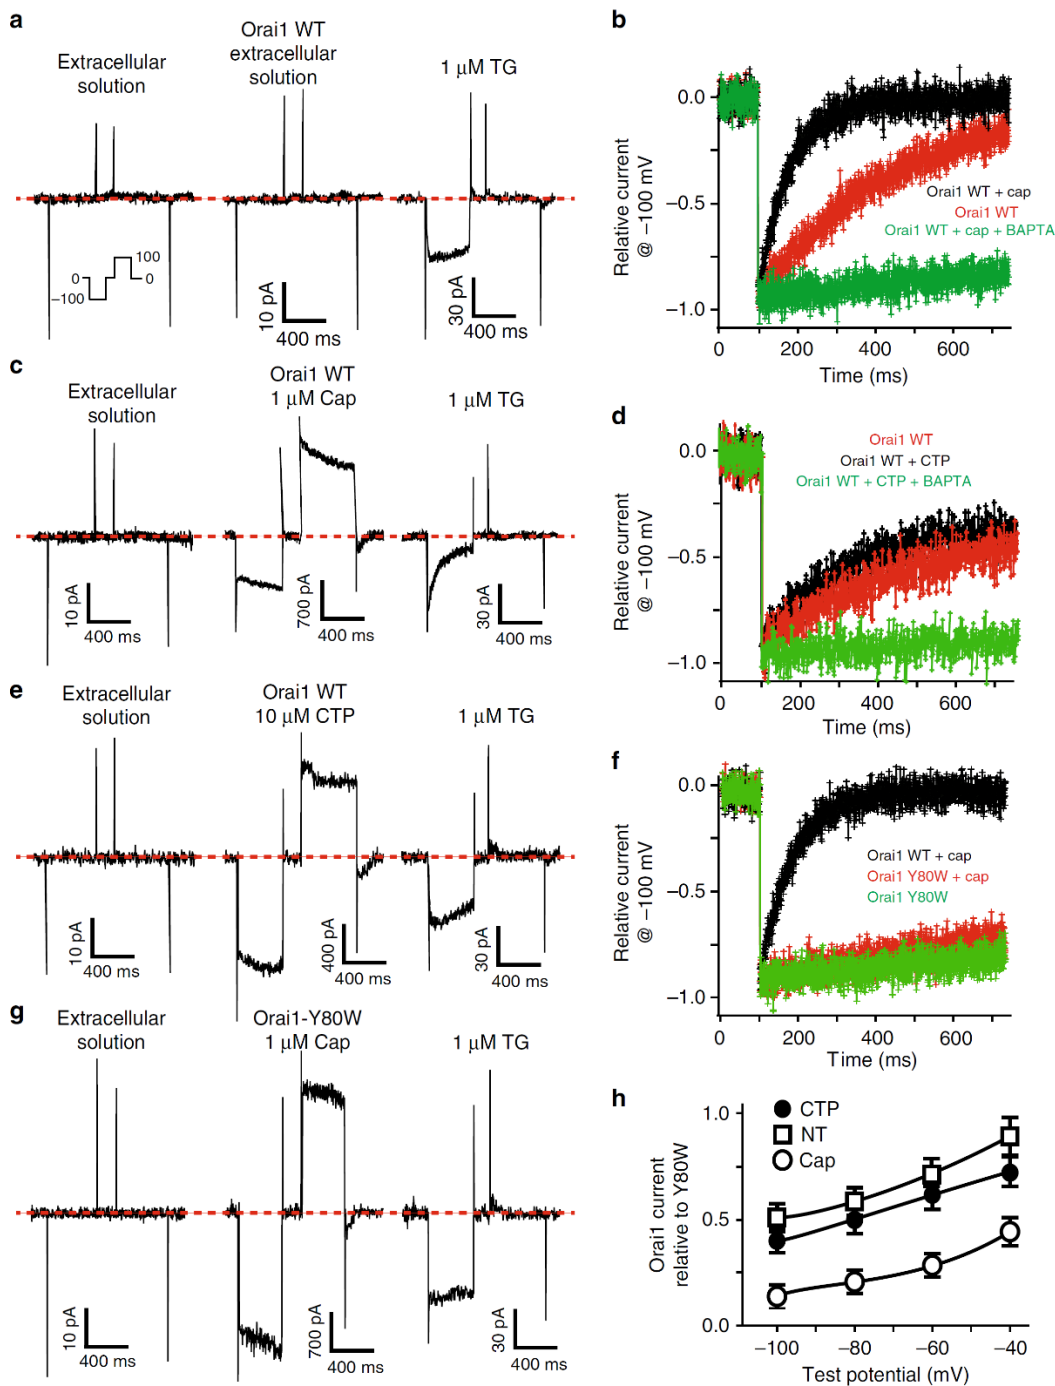 a
Extracellular
solution
Orai1 WT
extracellular
solution
1 µM TG
100
0
0
−100
10 pA
400 ms
30 pA
400 ms
b
0.0
−0.5
−1.0
Relative current
@ −100 mV
Orai1 WT + cap
Orai1 WT
Orai1 WT + cap + BAPTA
0
200
400
600
Time (ms)
c
Extracellular
solution
Orai1 WT
1 µM Cap
1 µM TG
10 pA
400 ms
700 pA
400 ms
30 pA
400 ms
d
0.0
−0.5
−1.0
Relative current
@ −100 mV
Orai1 WT
Orai1 WT + CTP
Orai1 WT + CTP + BAPTA
0
200
400
600
Time (ms)
e
Extracellular
solution
Orai1 WT
10 µM CTP
1 µM TG
10 pA
400 ms
400 pA
400 ms
30 pA
400 ms
f
0.0
−0.5
−1.0
Relative current
@ −100 mV
Orai1 WT + cap
Orai1 Y80W + cap
Orai1 Y80W
0
200
400
600
Time (ms)
g
Extracellular
solution
Orai1-Y80W
1 µM Cap
1 µM TG
10 pA
400 ms
700 pA
400 ms
30 pA
400 ms
h
1.0
0.5
0.0
Orai1 current
relative to Y80W
CTP
NT
Cap
−100
−80
−60
−40
Test potential (mV)